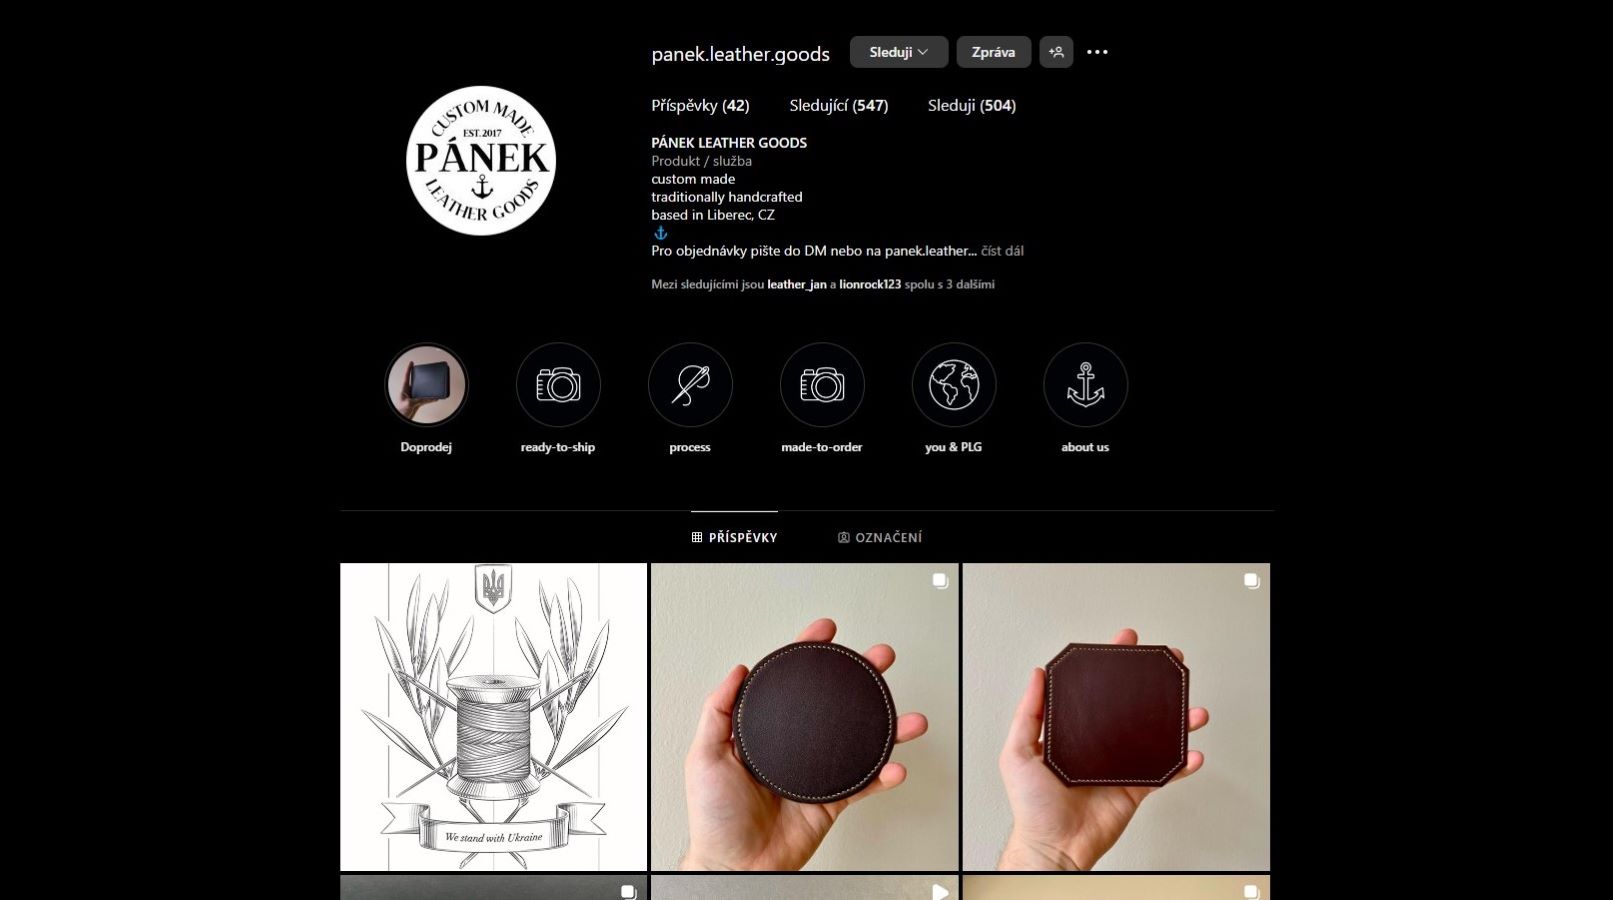 panek.leather.goods
Sleduji
Zpráva
Příspěvky (42)
Sledující (547)
Sleduji (504)
CUSTOM MADE
EST. 2017
PÁNEK
LEATHER GOODS
PÁNEK LEATHER GOODS
Produkt / služba
custom made
traditionally handcrafted
based in Liberec, CZ
⚓
Pro objednávky pište do DM nebo na panek.leather... číst dál
Mezi sledujícími jsou leather_jan a lionrock123 spolu s 3 dalšími
Doprodej
ready-to-ship
process
made-to-order
you & PLG
about us
PŘÍSPĚVKY
OZNAČENÍ
We stand with Ukraine